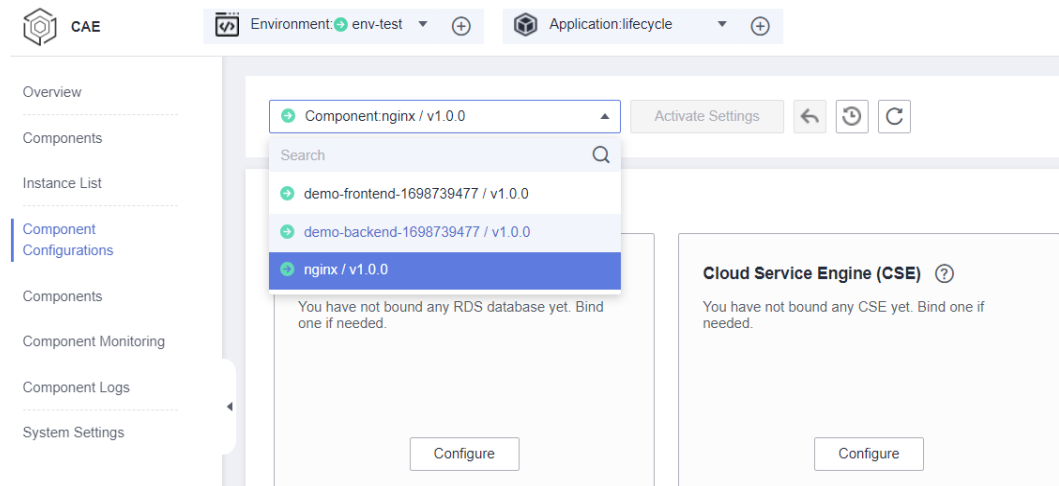 CAE
Environment: env-test
Application:lifecycle
Overview
Components
Instance List
Component
Configurations
Components
Component Monitoring
Component Logs
System Settings
Component:nginx / v1.0.0
Activate Settings
Search
demo-frontend-1698739477 / v1.0.0
demo-backend-1698739477 / v1.0.0
nginx / v1.0.0
You have not bound any RDS database yet. Bind
one if needed.
Configure
Cloud Service Engine (CSE) ?
You have not bound any CSE yet. Bind one if
needed.
Configure